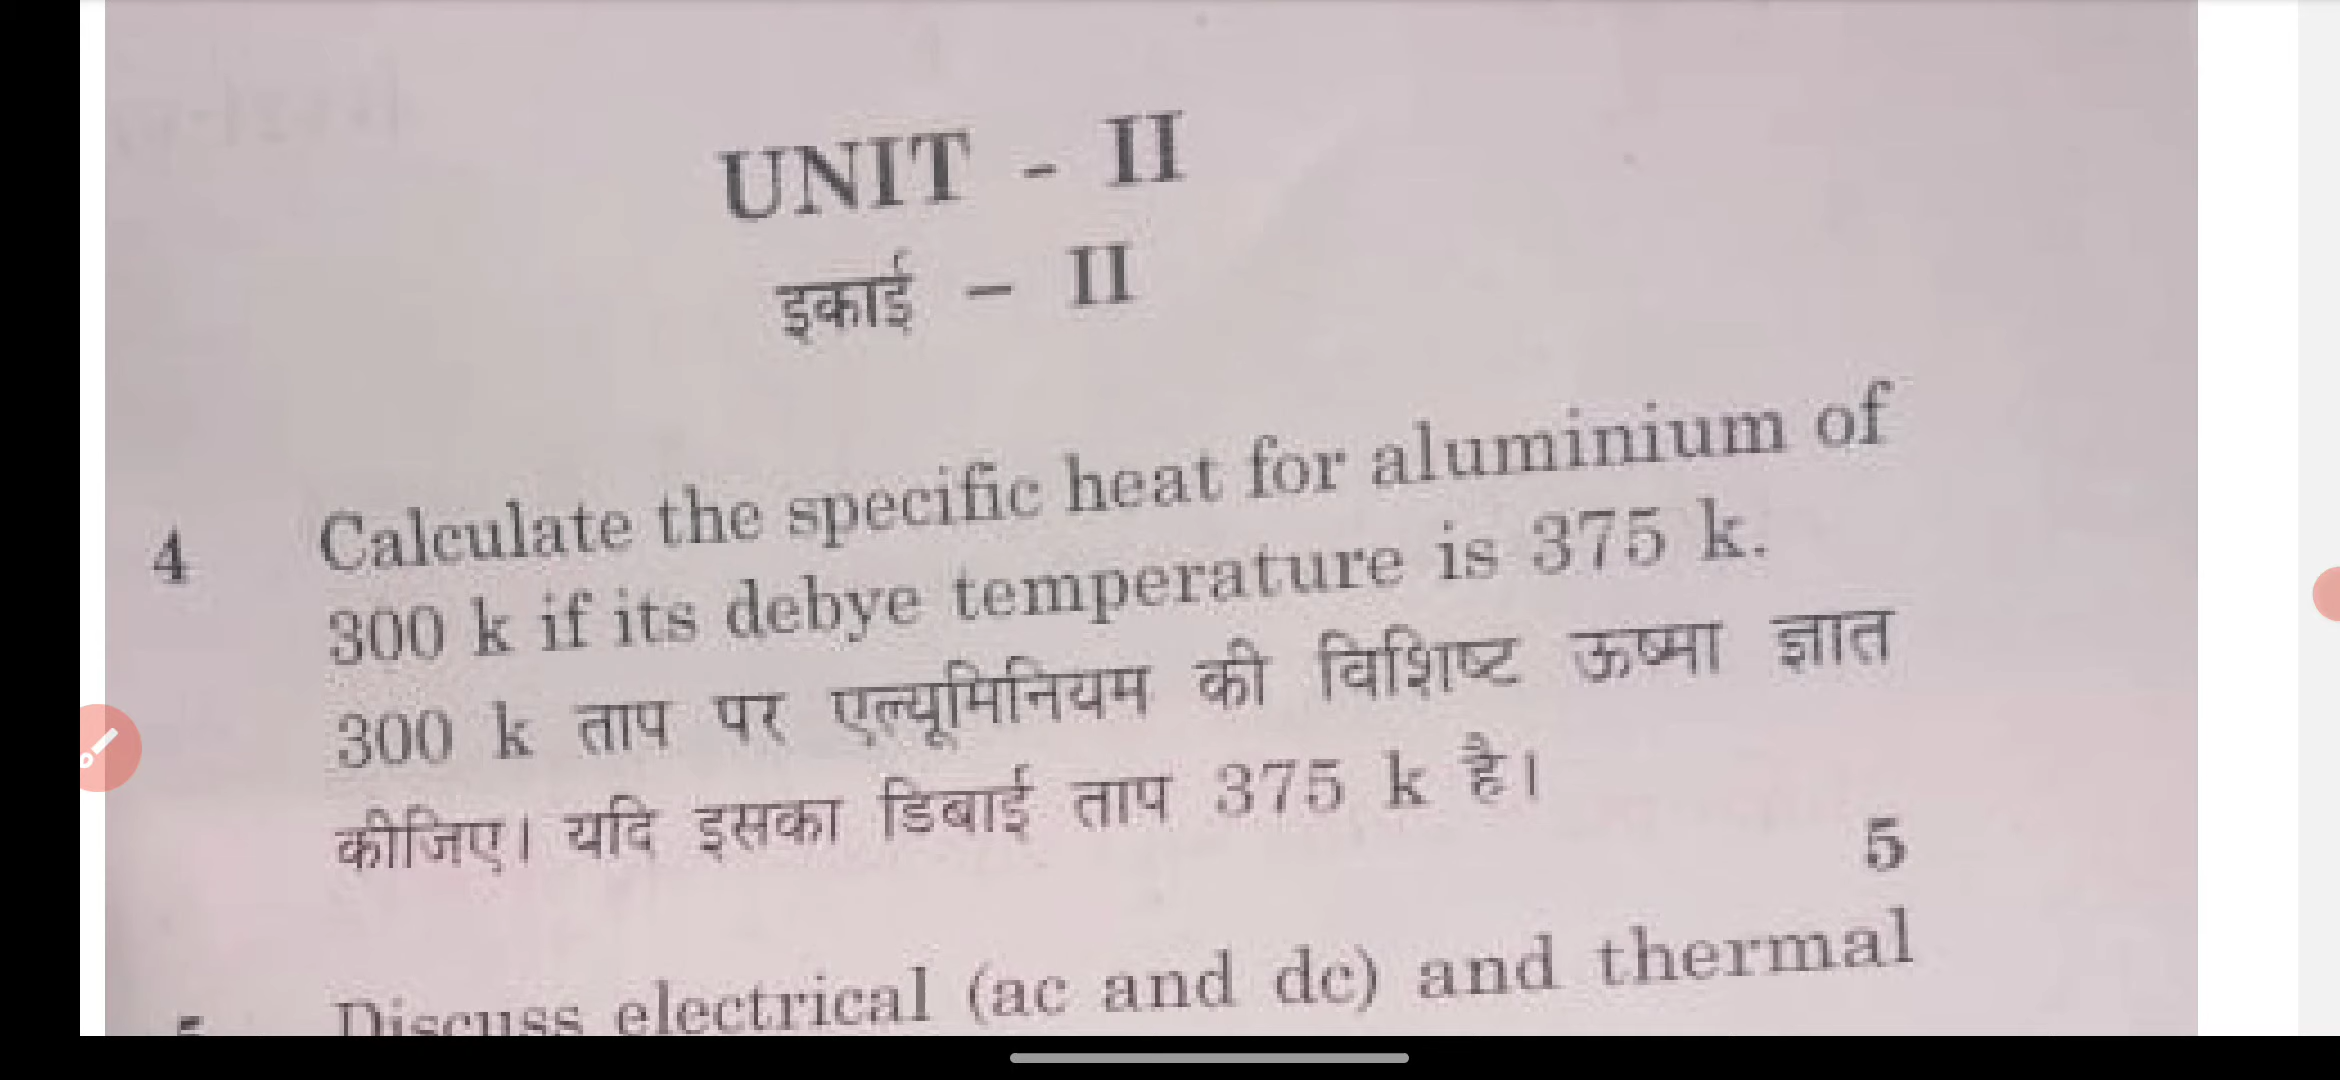 UNIT - II
इकाई – II
4 Calculate the specific heat for aluminium of
300 k if its debye temperature is 375 k.
300 k ताप पर एल्यूमिनियम की विशिष्ट ऊष्मा ज्ञात
कीजिए। यदि इसका डिबाई ताप 375 k है।
5
Discuss electrical (ac and dc) and thermal